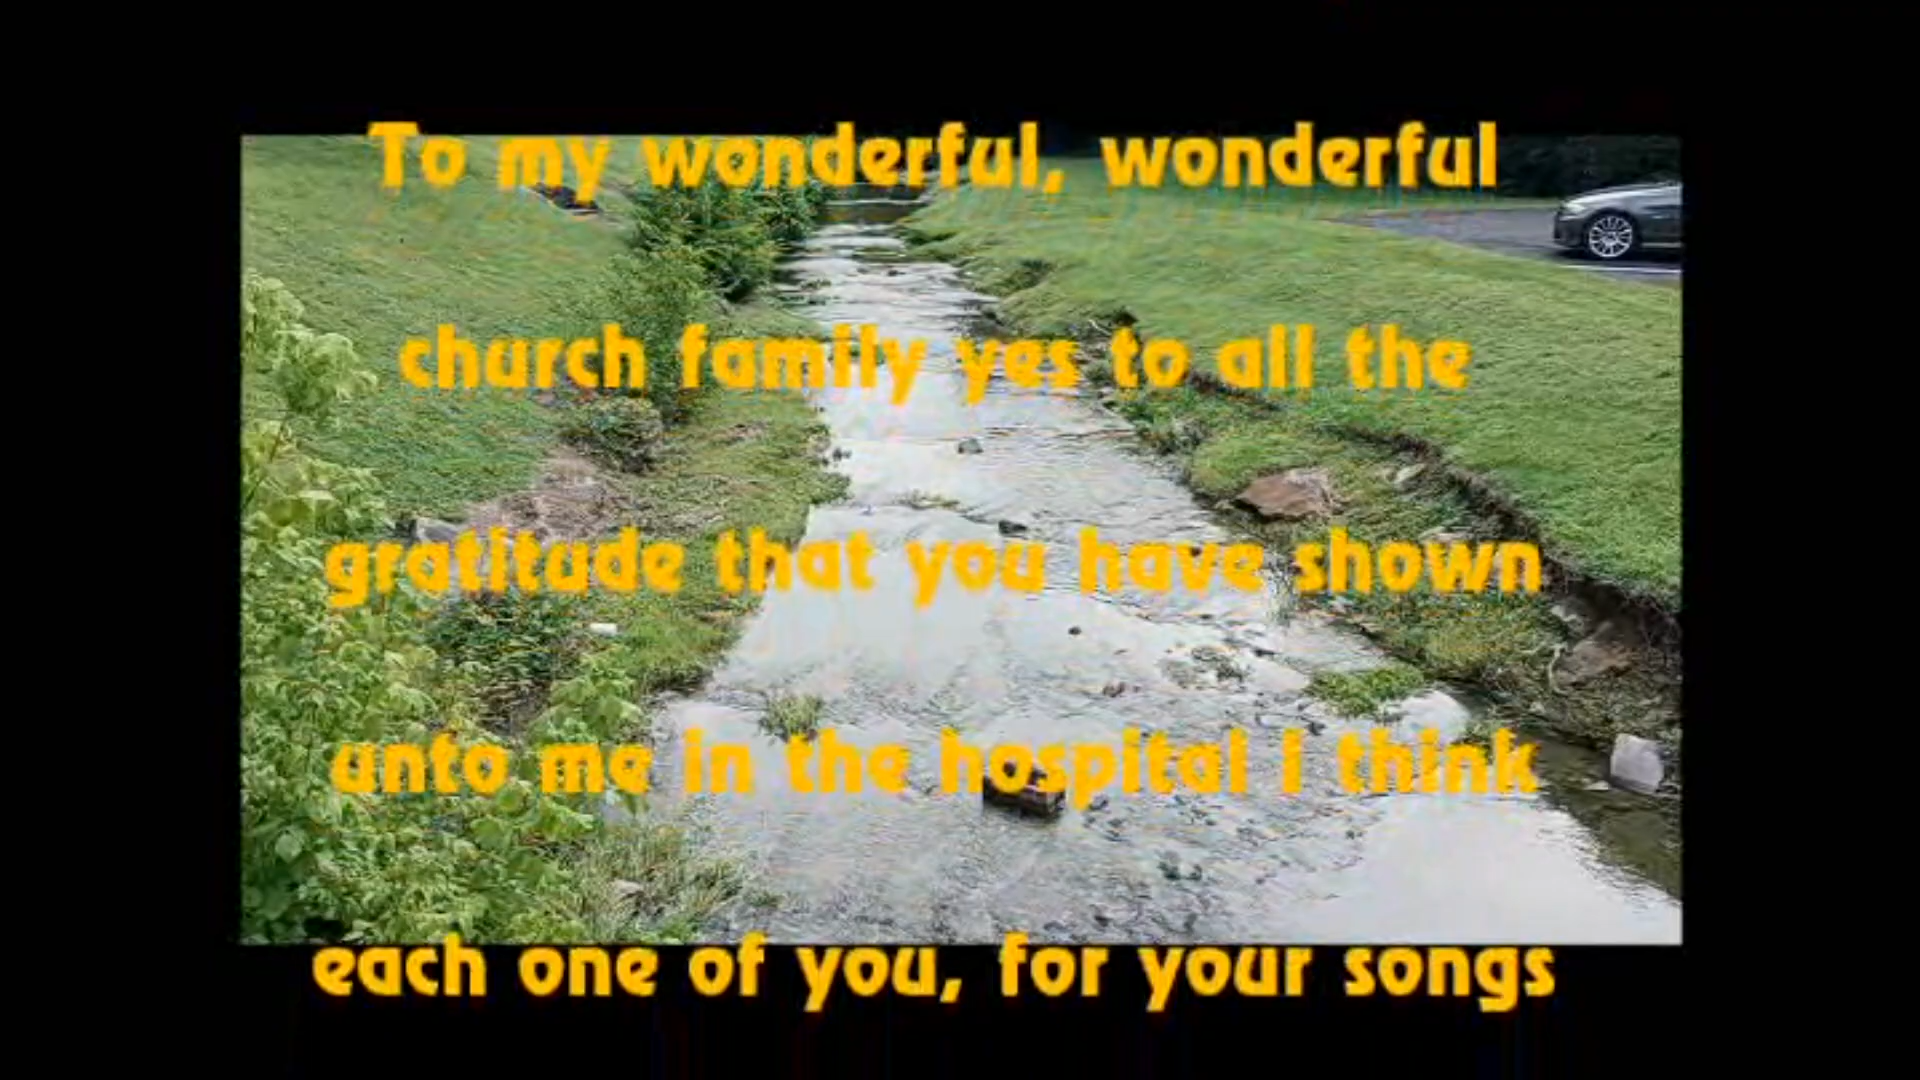 To my wonderful, wonderful
church family yes to all the
gratitude that you have shown
unto me in the hospital I think
each one of you, for your songs